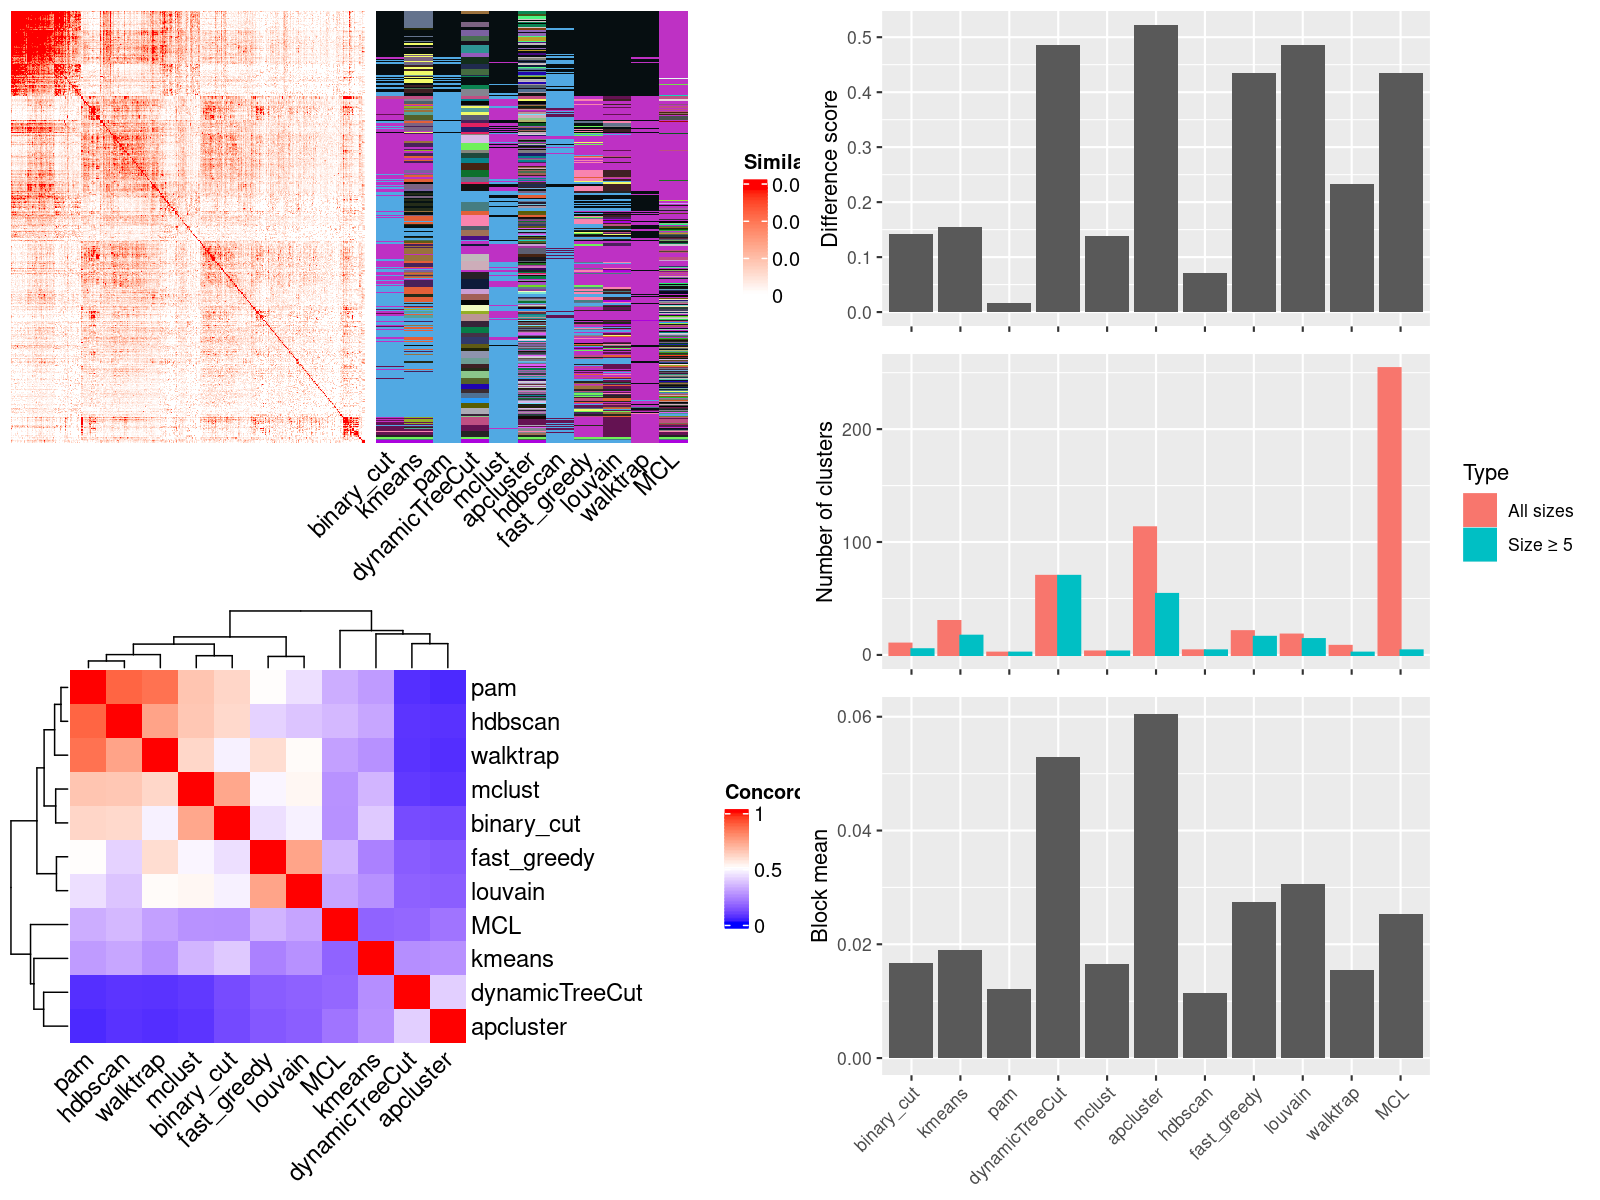 Simila
0.0
0.0
0.0
0
binary_cut
kmeans
pam
dynamicTreeCut
mclust
apcluster
hdbscan
fast_greedy
louvain
walktrap
MCL
pam
hdbscan
walktrap
mclust
binary_cut
fast_greedy
louvain
MCL
kmeans
dynamicTreeCut
apcluster
pam
hdbscan
walktrap
mclust
binary_cut
fast_greedy
louvain
MCL
kmeans
dynamicTreeCut
apcluster
Concord
1
0.5
0
Difference score
0.5
0.4
0.3
0.2
0.1
0.0
Number of clusters
200
100
0
Type
All sizes
Size ≥ 5
Block mean
0.06
0.04
0.02
0.00
binary_cut
kmeans
pam
dynamicTreeCut
mclust
apcluster
hdbscan
fast_greedy
louvain
walktrap
MCL